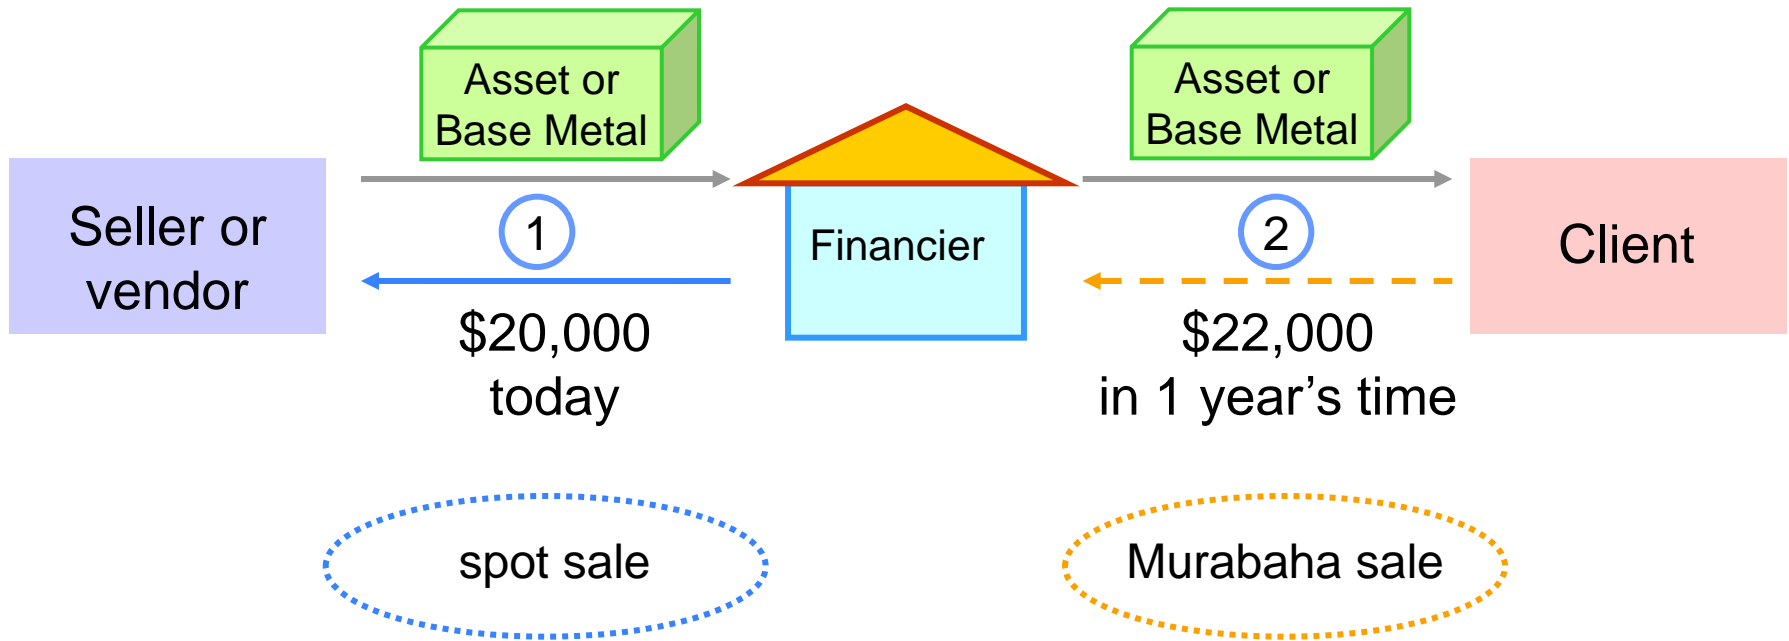 Asset or
Base Metal
Asset or
Base Metal
Seller or
vendor
1
Financier
2
Client
$20,000
today
$22,000
in 1 year’s time
spot sale
Murabaha sale